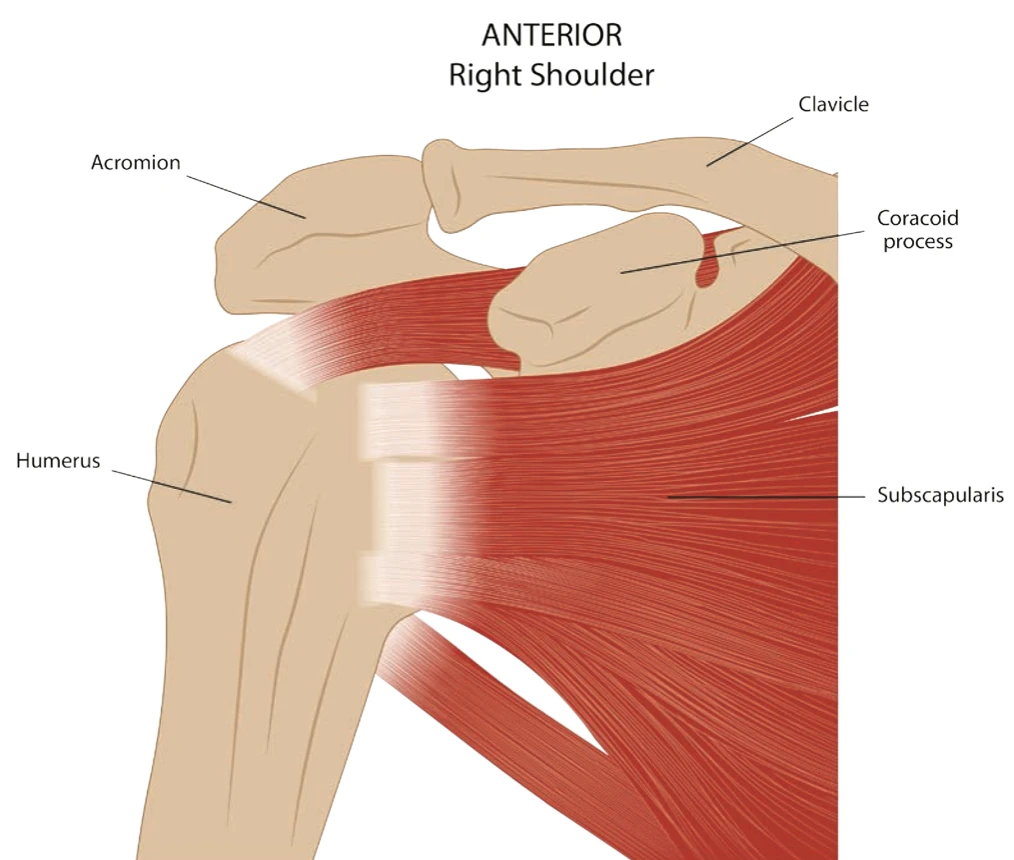 ANTERIOR
Right Shoulder
Clavicle
Acromion
Coracoid
process
Humerus
Subscapularis